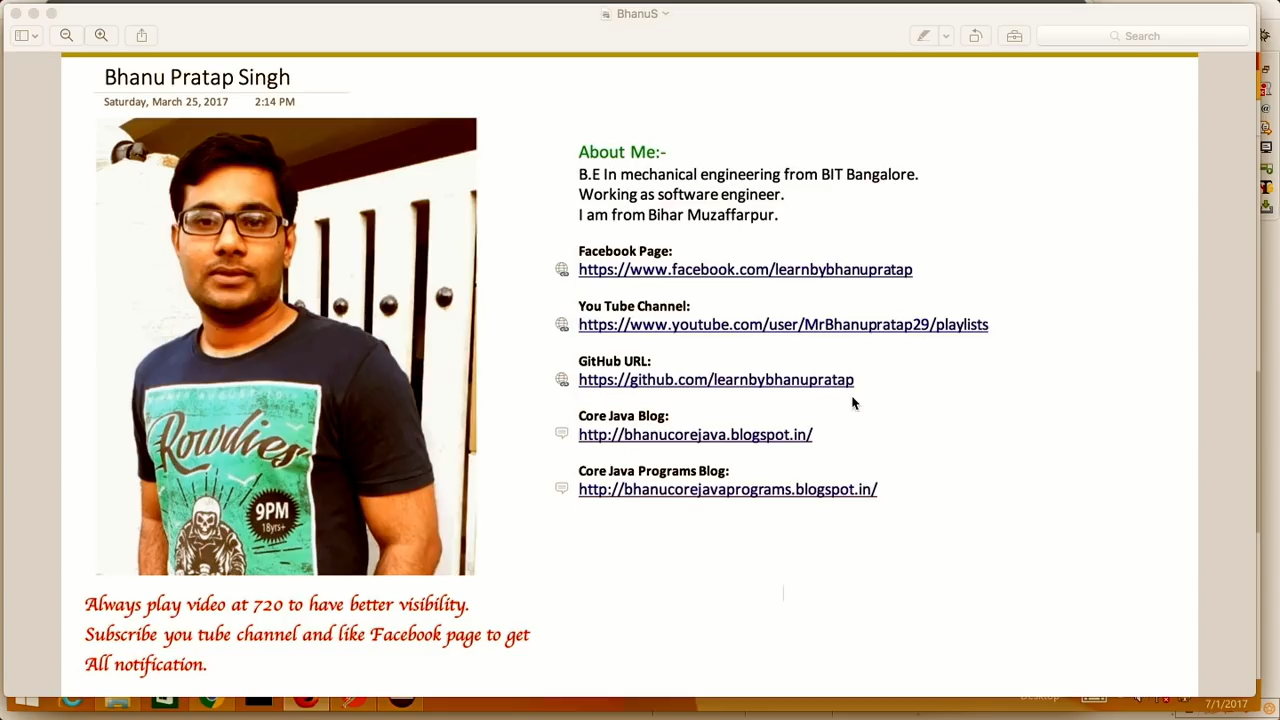 BhanuS
Search
Bhanu Pratap Singh
Saturday, March 25, 2017 2:14 PM
About Me:-
B.E In mechanical engineering from BIT Bangalore.
Working as software engineer.
I am from Bihar Muzaffarpur.
Facebook Page:
https://www.facebook.com/learnbybhanupratap
You Tube Channel:
https://www.youtube.com/user/MrBhanupratap29/playlists
GitHub URL:
https://github.com/learnbybhanupratap
Core Java Blog:
http://bhanucorejava.blogspot.in/
Core Java Programs Blog:
http://bhanucorejavaprograms.blogspot.in/
Rowdies
9PM
18yrs+
Always play video at 720 to have better visibility.
Subscribe you tube channel and like Facebook page to get
All notification.
Desktop
7/1/2017